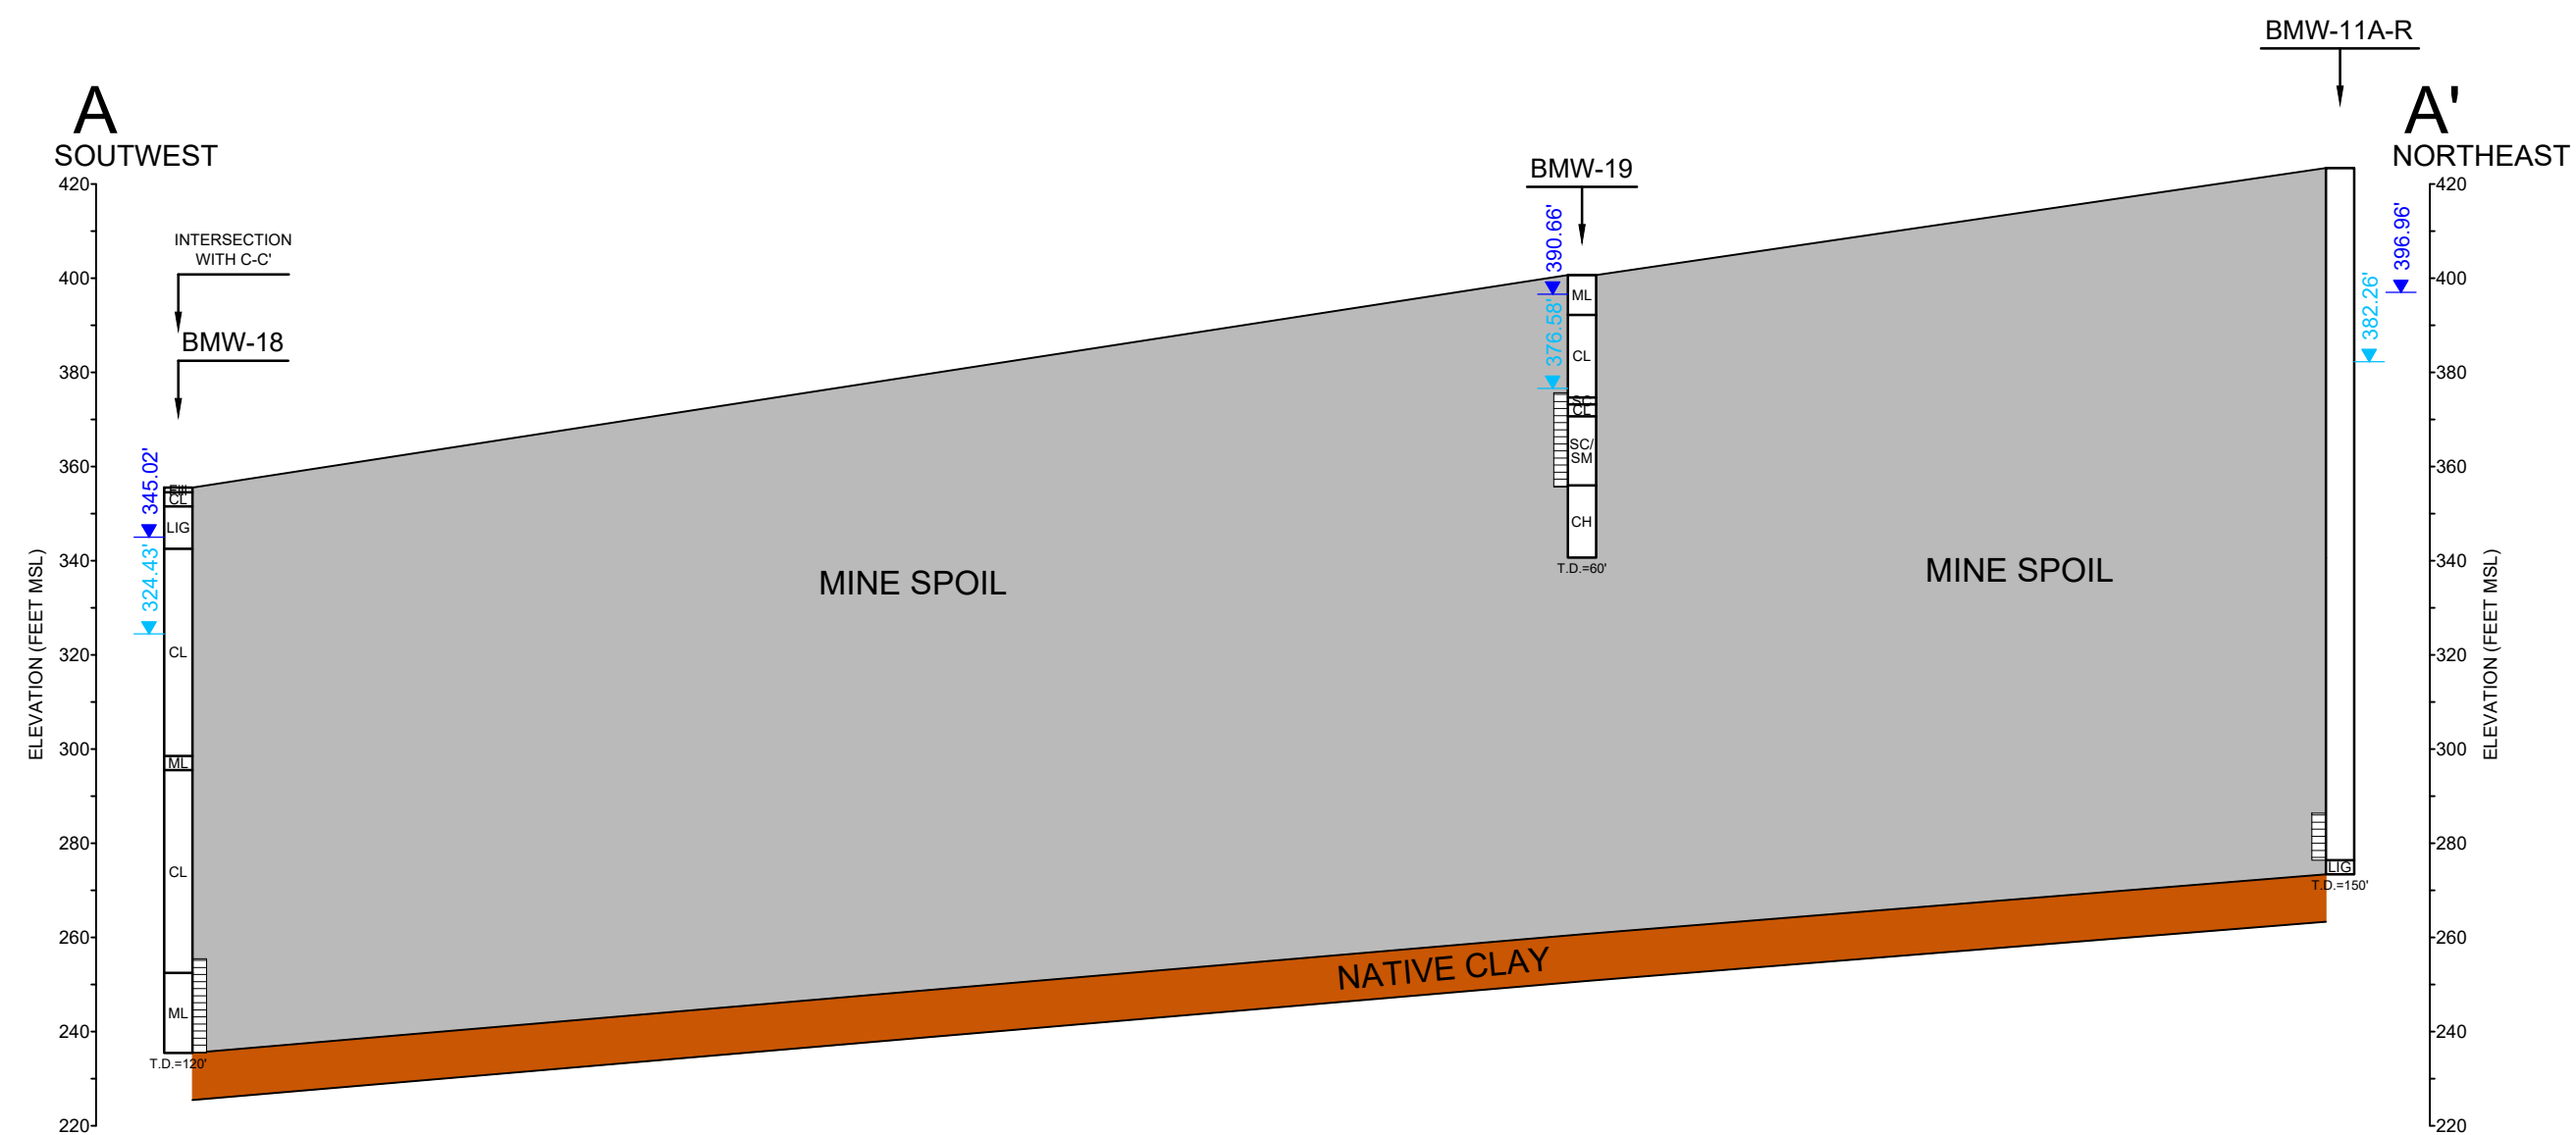 BMW-11A-R
A
SOUTWEST
A'
NORTHEAST
BMW-19
INTERSECTION
WITH C-C'
BMW-18
420
400
380
360
340
320
300
280
260
240
220
ELEVATION (FEET MSL)
345.02'
324.43'
CL
LIG
CL
ML
CL
ML
T.D.=120'
MINE SPOIL
390.66'
376.58'
ML
CL
SC
CL
SC/
SM
CH
T.D.=60'
MINE SPOIL
NATIVE CLAY
LIG
T.D.=150'
382.26'
396.96'
420
400
380
360
340
320
300
280
260
240
220
ELEVATION (FEET MSL)